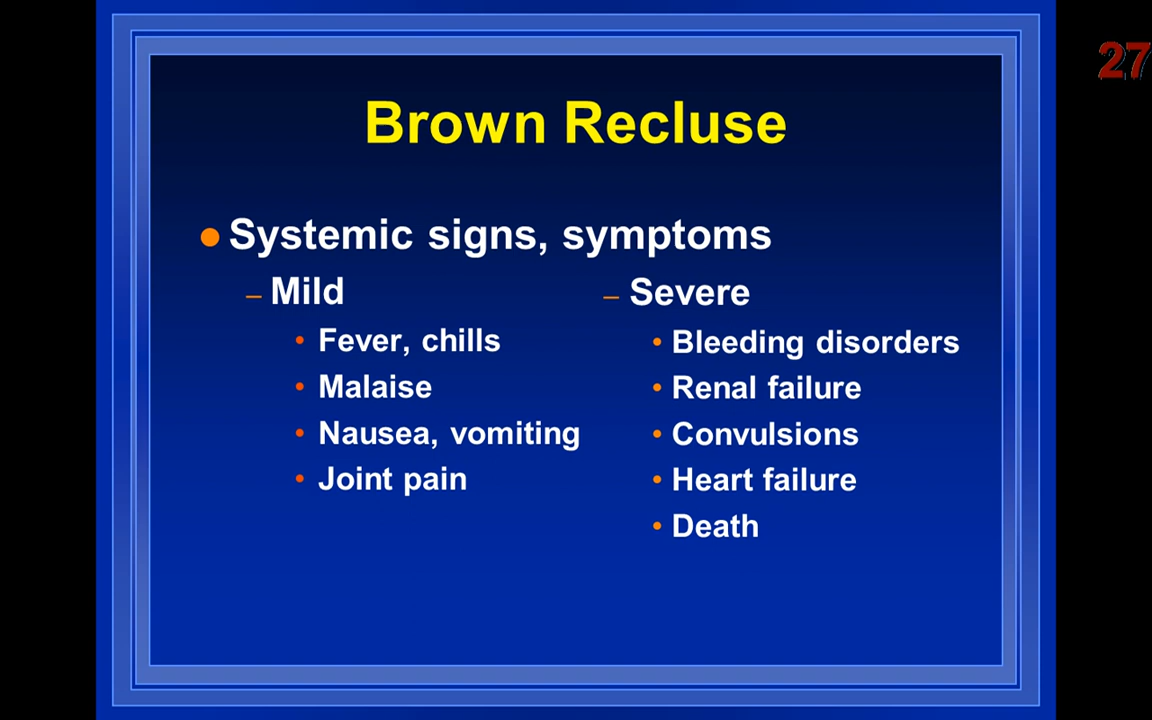 27
Brown Recluse
● Systemic signs, symptoms
– Mild
• Fever, chills
• Malaise
• Nausea, vomiting
• Joint pain
– Severe
• Bleeding disorders
• Renal failure
• Convulsions
• Heart failure
• Death